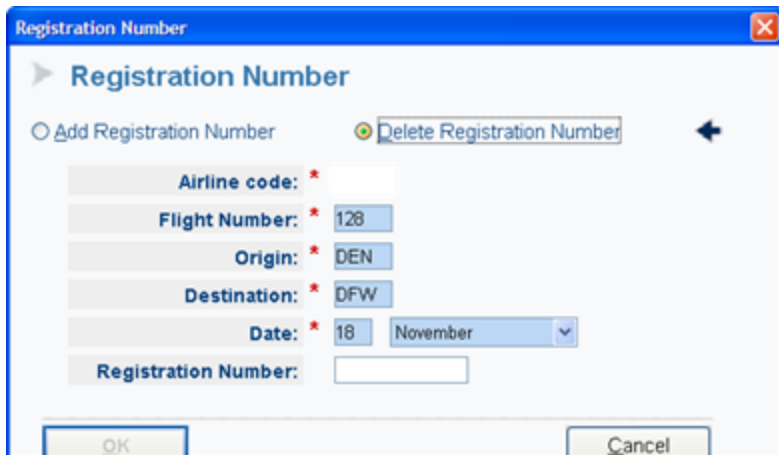 Registration Number
Registration Number
Add Registration Number Delete Registration Number
Airline code: *
Flight Number: * 128
Origin: * DEN
Destination: * DFW
Date: * 18 November
Registration Number:
OK Cancel